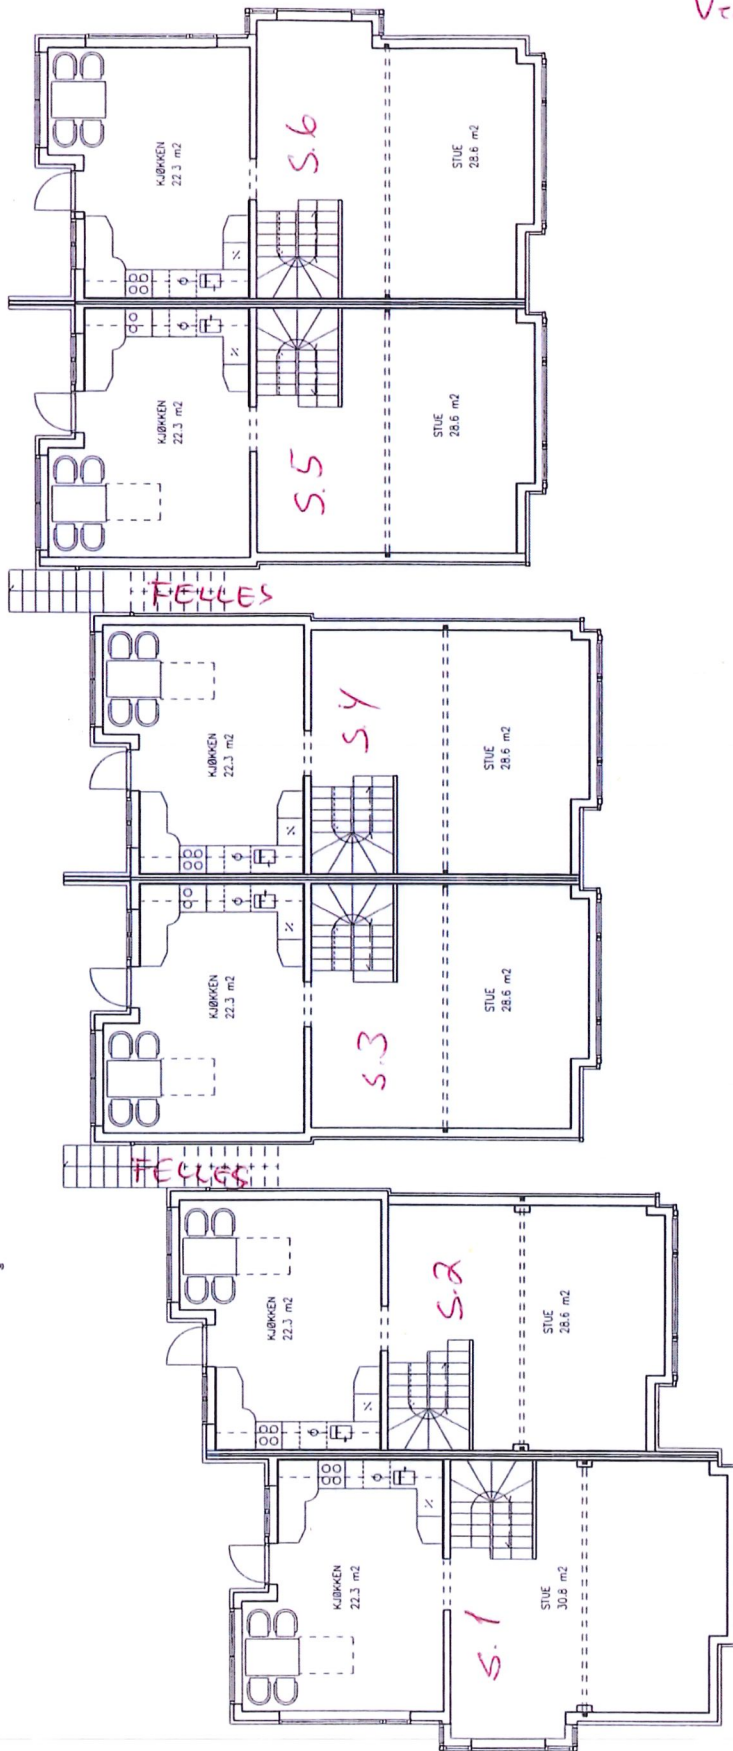 KJØKKEN
22.3 m2
S.6
STUE
28.6 m2
KJØKKEN
22.3 m2
S.5
STUE
28.6 m2
FELLES
KJØKKEN
22.3 m2
S.4
STUE
28.6 m2
KJØKKEN
22.3 m2
S.3
STUE
28.6 m2
FELLES
KJØKKEN
22.3 m2
S.2
STUE
28.6 m2
KJØKKEN
22.3 m2
S.1
STUE
30.8 m2